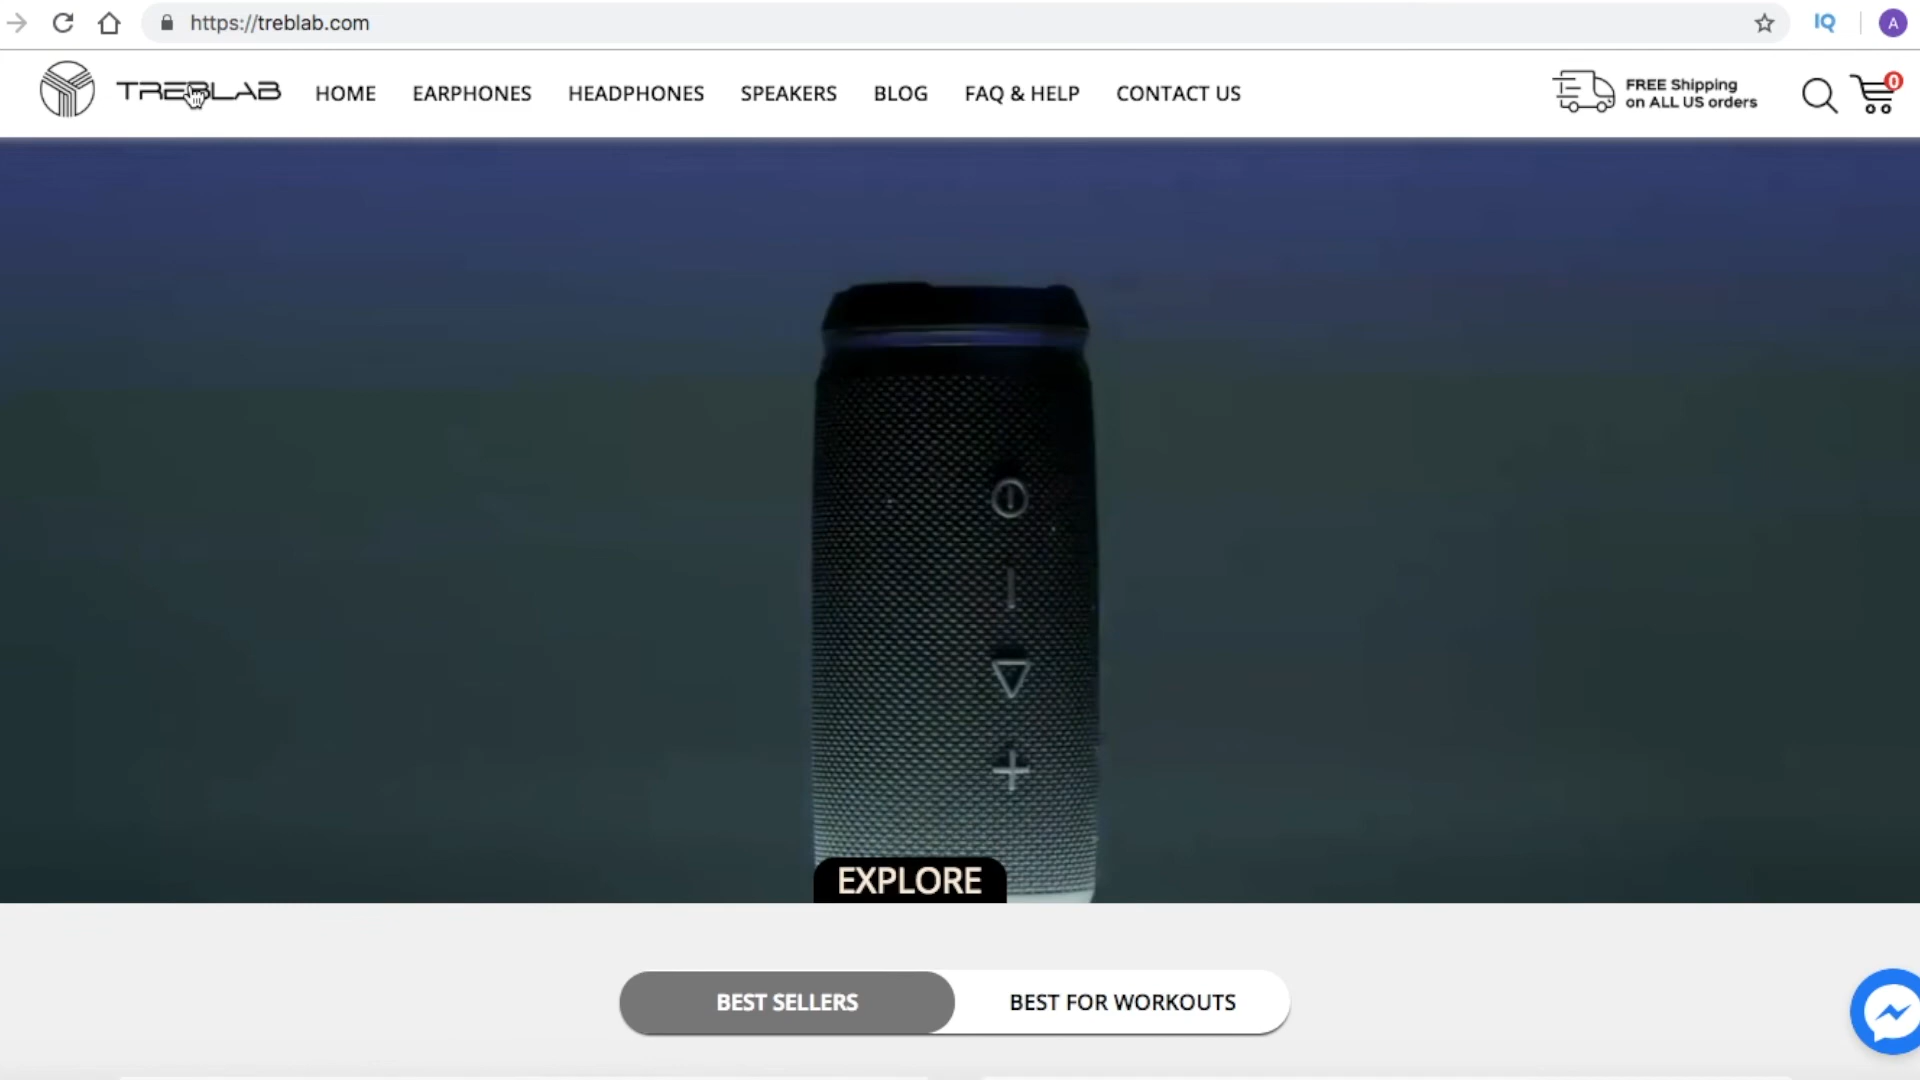 https://treblab.com
IQ
A
TREBLAB
HOME EARPHONES HEADPHONES SPEAKERS BLOG FAQ & HELP CONTACT US
FREE Shipping
on ALL US orders
0
EXPLORE
BEST SELLERS BEST FOR WORKOUTS